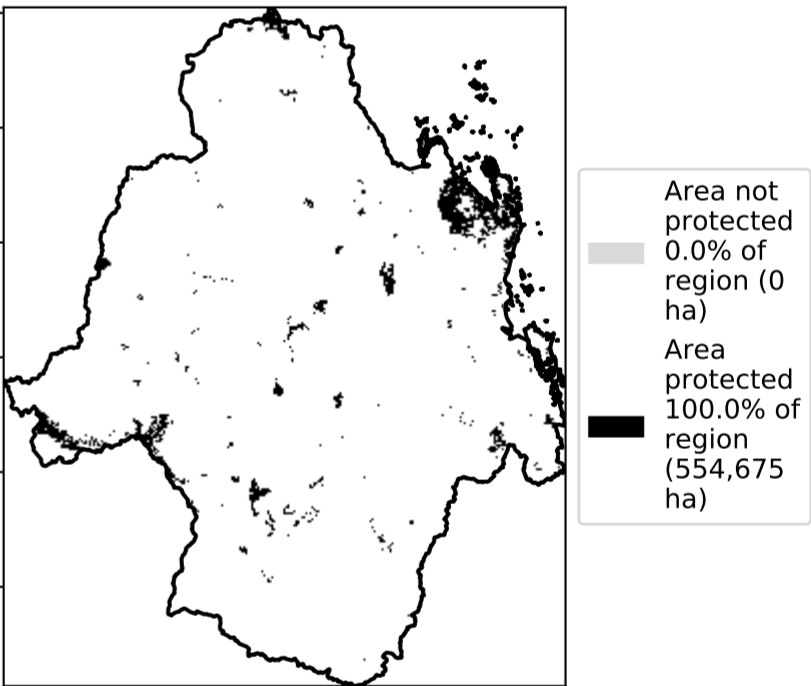 Area not
protected
0.0% of
region (0
ha)
Area
protected
100.0% of
region
(554,675
ha)